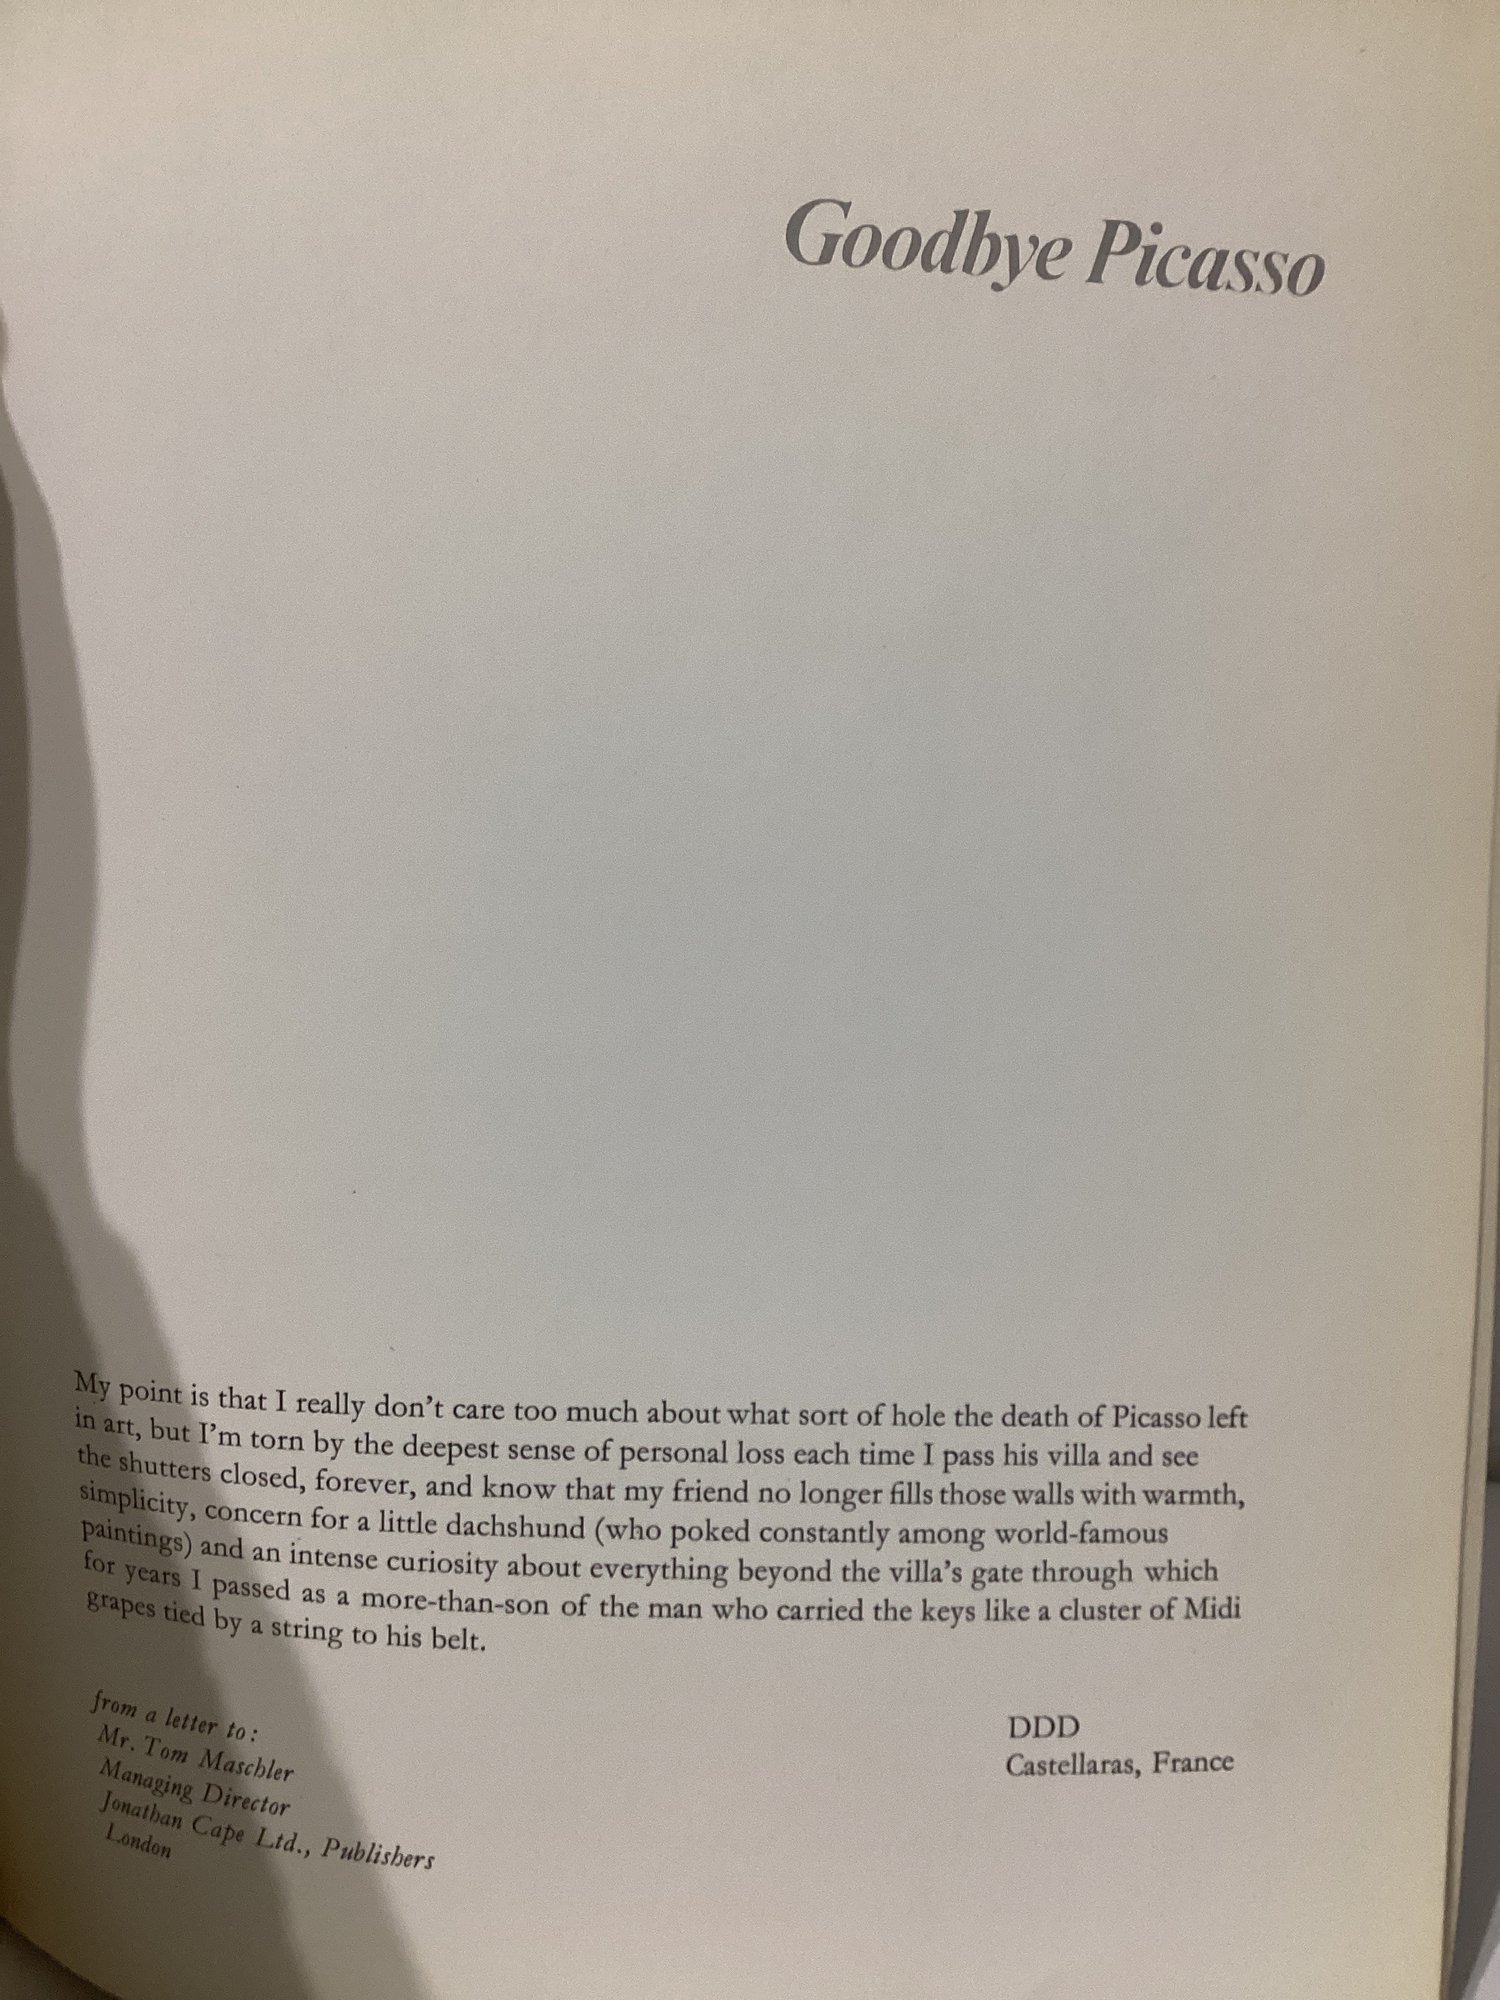 Goodbye Picasso
My point is that I really don't care too much about what sort of hole the death of Picasso left
in art, but I'm torn by the deepest sense of personal loss each time I pass his villa and see
the shutters closed, forever, and know that my friend no longer fills those walls with warmth,
simplicity, concern for a little dachshund (who poked constantly among world-famous
paintings) and an intense curiosity about everything beyond the villa's gate through which
for years I passed as a more-than-son of the man who carried the keys like a cluster of Midi
grapes tied by a string to his belt.
from a letter to:
Mr. Tom Maschler
Managing Director
Jonathan Cape Ltd., Publishers
London
DDD
Castellaras, France